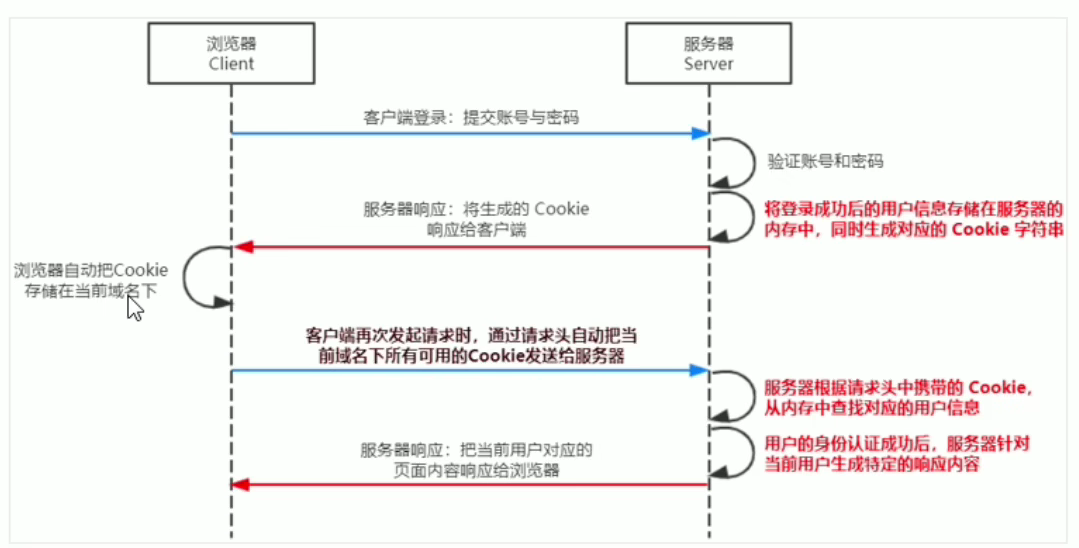 浏览器
Client
服务器
Server
客户端登录：提交账号与密码
验证账号和密码
将登录成功后的用户信息存储在服务器的
内存中，同时生成对应的 Cookie 字符串
服务器响应：将生成的 Cookie
响应给客户端
浏览器自动把Cookie
存储在当前域名下
客户端再次发起请求时，通过请求头自动把当
前域名下所有可用的Cookie发送给服务器
服务器根据请求头中携带的 Cookie，
从内存中查找对应的用户信息
用户的身份认证成功后，服务器针对
当前用户生成特定的响应内容
服务器响应：把当前用户对应的
页面内容响应给浏览器